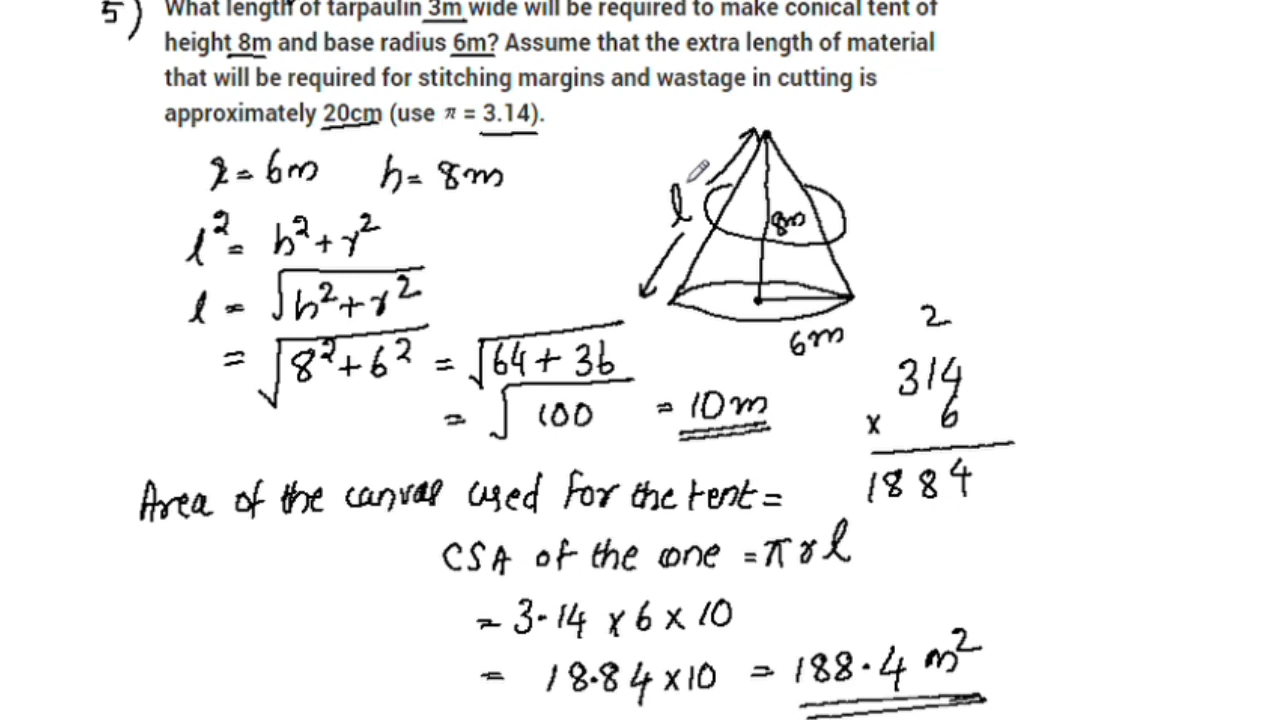 5)
What length of tarpaulin 3m wide will be required to make conical tent of
height 8m and base radius 6m? Assume that the extra length of material
that will be required for stitching margins and wastage in cutting is
approximately 20cm (use π = 3.14).
r = 6m h = 8m
l² = h² + r²
l = √h² + r²
= √8² + 6² = √64 + 36
= √100 = 10m
l
8m
6m
2
314
x 6
1884
Area of the canvas used for the tent =
CSA of the cone = πrl
= 3.14 x 6 x 10
= 18.84 x 10 = 188.4 m²